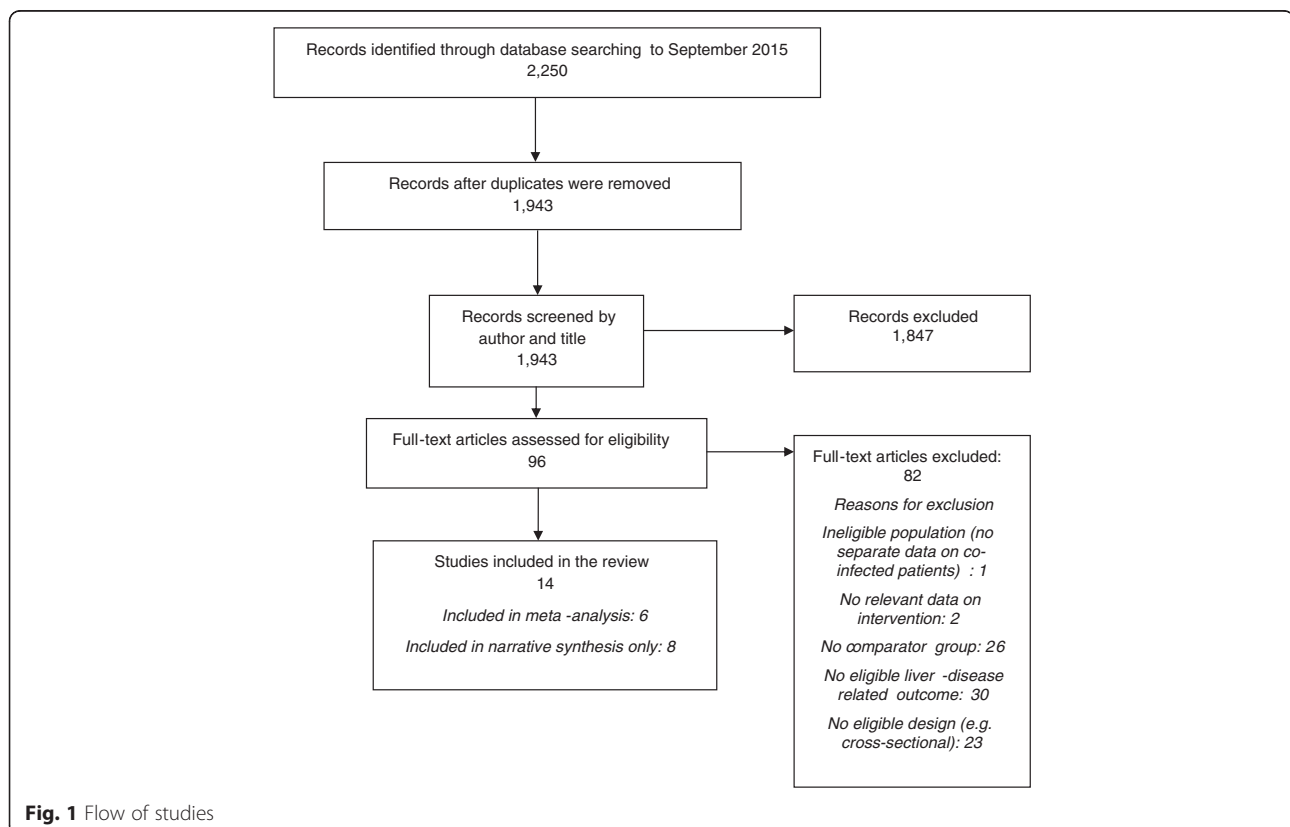 Records identified through database searching to September 2015
2,250
Records after duplicates were removed
1,943
Records screened by
author and title
1,943
Records excluded
1,847
Full-text articles assessed for eligibility
96
Full-text articles excluded:
82
Reasons for exclusion
Ineligible population (no
separate data on co-
infected patients) : 1
No relevant data on
intervention: 2
No comparator group: 26
No eligible liver -disease
related outcome: 30
No eligible design (e.g.
cross-sectional): 23
Studies included in the review
14
Included in meta -analysis: 6
Included in narrative synthesis only: 8
Fig. 1 Flow of studies